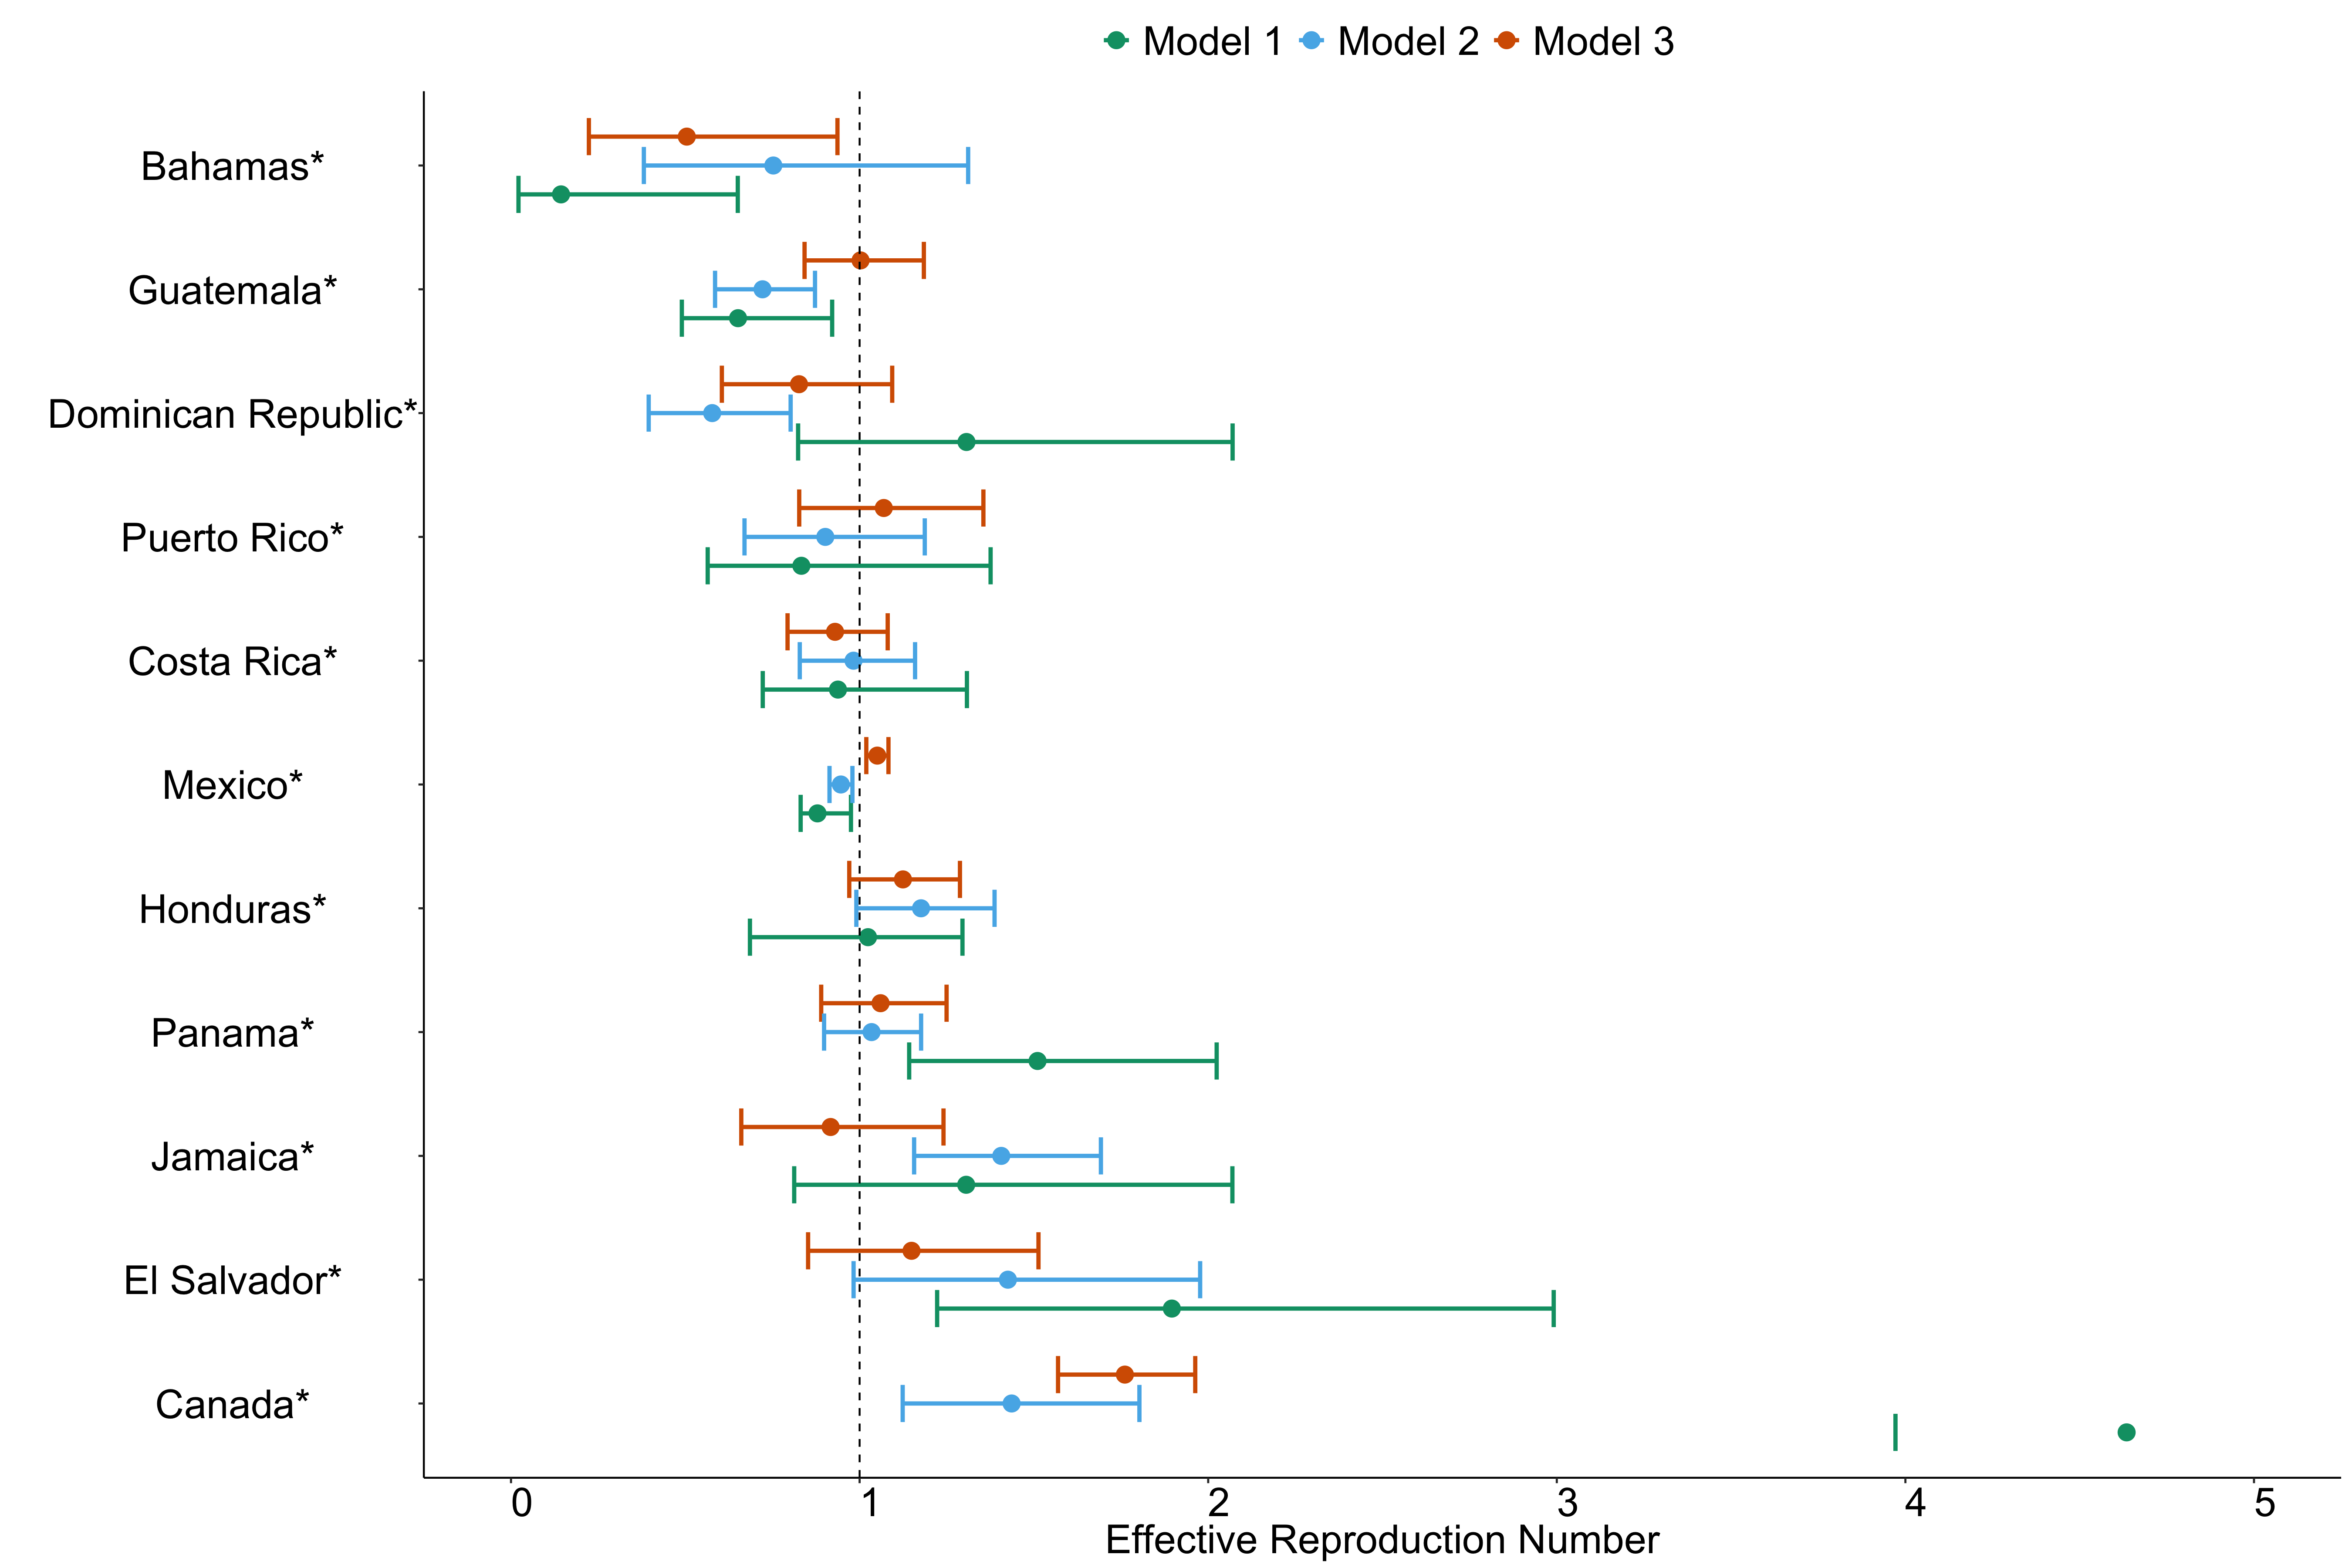 Model 1 Model 2 Model 3
Bahamas*
Guatemala*
Dominican Republic*
Puerto Rico*
Costa Rica*
Mexico*
Honduras*
Panama*
Jamaica*
El Salvador*
Canada*
0 1 2 3 4 5
Effective Reproduction Number